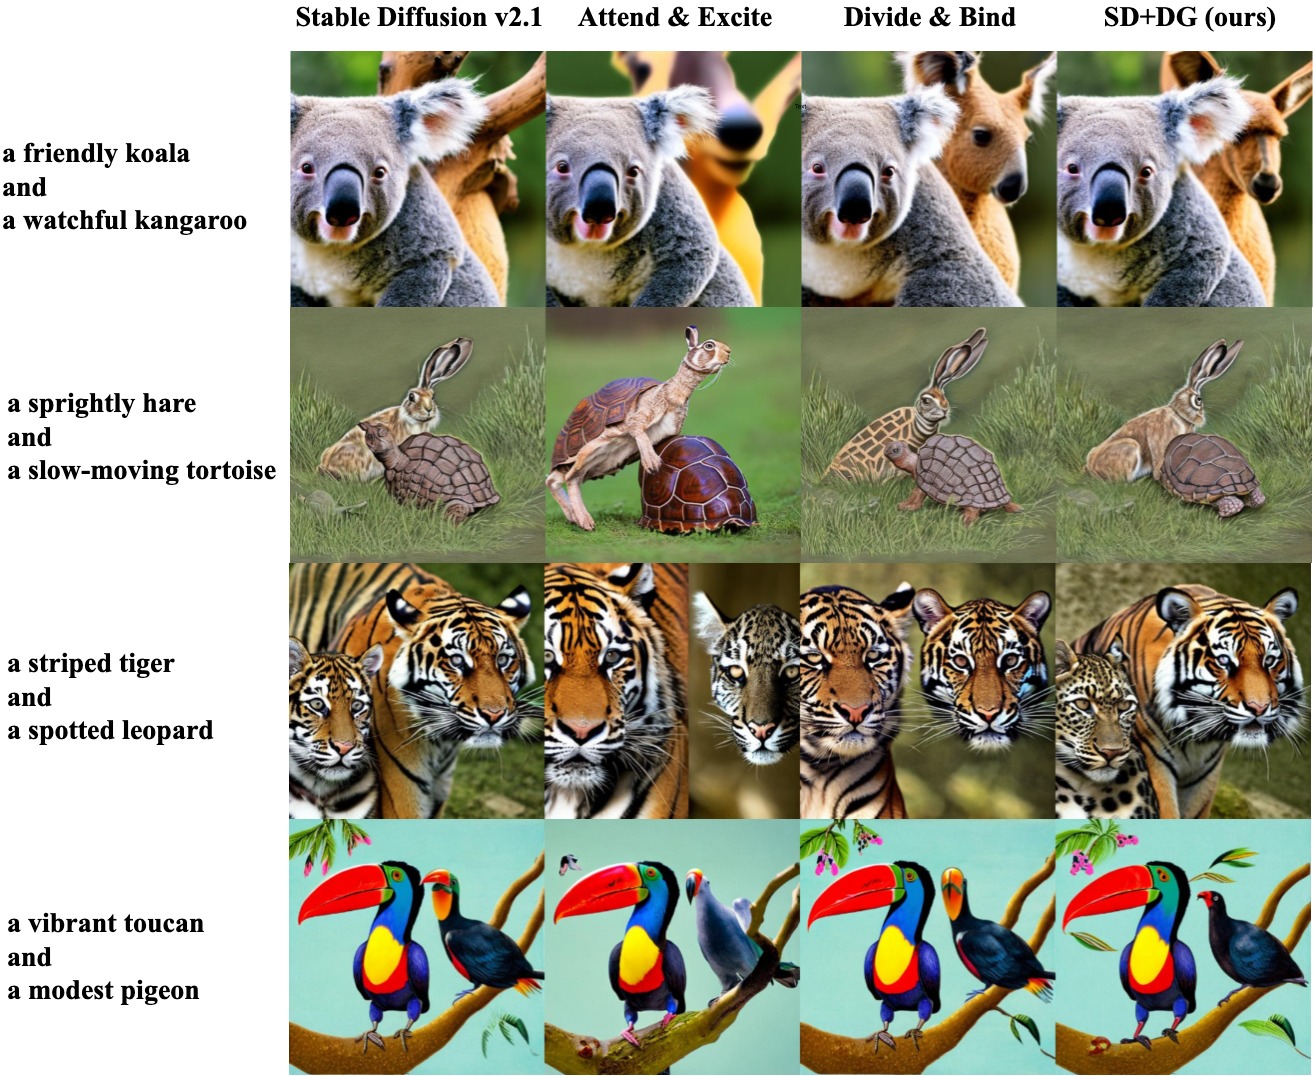 Stable Diffusion v2.1 Attend & Excite Divide & Bind SD+DG (ours)
a friendly koala
and
a watchful kangaroo
a sprightly hare
and
a slow-moving tortoise
a striped tiger
and
a spotted leopard
a vibrant toucan
and
a modest pigeon